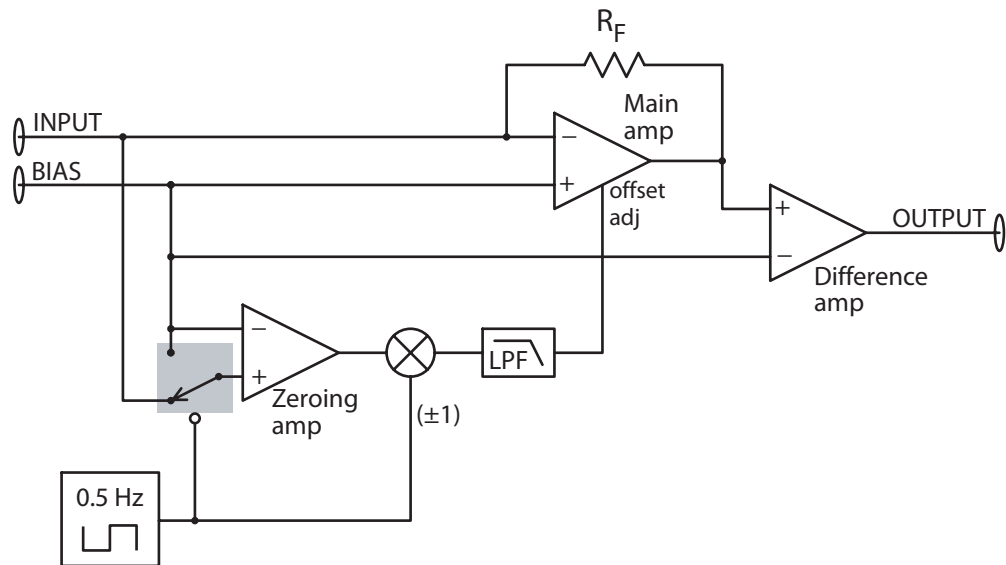 R_F
INPUT
Main
amp
BIAS
−
+
offset
adj
+
−
OUTPUT
Difference
amp
−
+
LPF
Zeroing
amp
(±1)
0.5 Hz